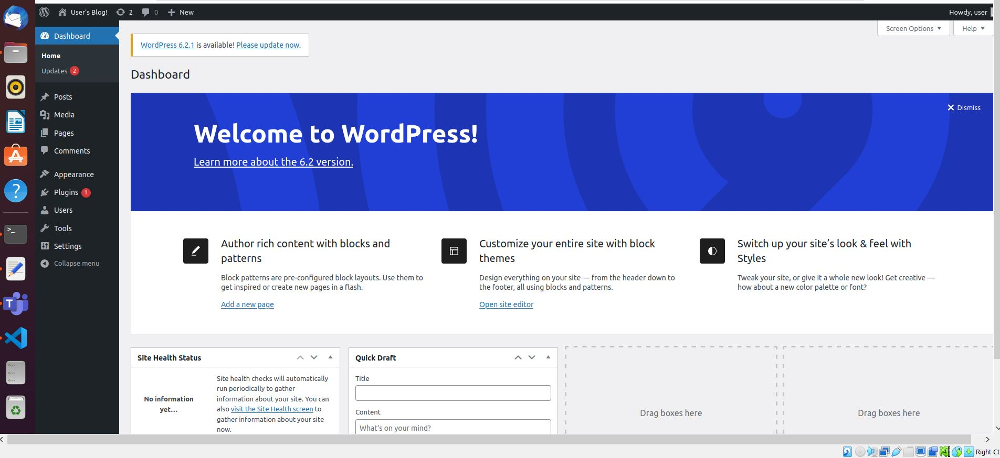 User's Blog!
2
0
New
Howdy, user
Dashboard
Home
Updates 2
Posts
Media
Pages
Comments
Appearance
Plugins 1
Users
Tools
Settings
Collapse menu
Screen Options
Help
WordPress 6.2.1 is available! Please update now.
Dashboard
Dismiss
Welcome to WordPress!
Learn more about the 6.2 version.
Author rich content with blocks and
patterns
Block patterns are pre-configured block layouts. Use them to
get inspired or create new pages in a flash.
Add a new page
Customize your entire site with block
themes
Design everything on your site — from the header down to
the footer, all using blocks and patterns.
Open site editor
Switch up your site’s look & feel with
Styles
Tweak your site, or give it a whole new look! Get creative —
how about a new color palette or font?
Site Health Status
No information
yet…
Site health checks will automatically
run periodically to gather
information about your site. You can
also visit the Site Health screen to
gather information about your site
now.
Quick Draft
Title
Content
What’s on your mind?
Drag boxes here
Drag boxes here
Right Ct